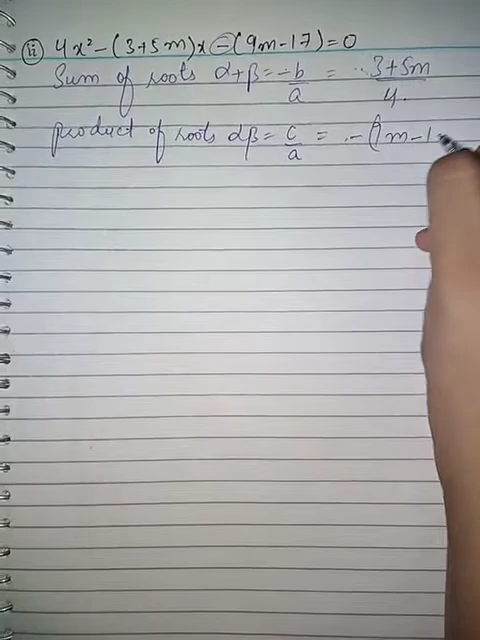 (ii) 4x² - (3+5m)x - (9m-17) = 0
Sum of roots α+β = -b/a = 3+5m/4
product of roots αβ = c/a = -(9m-1